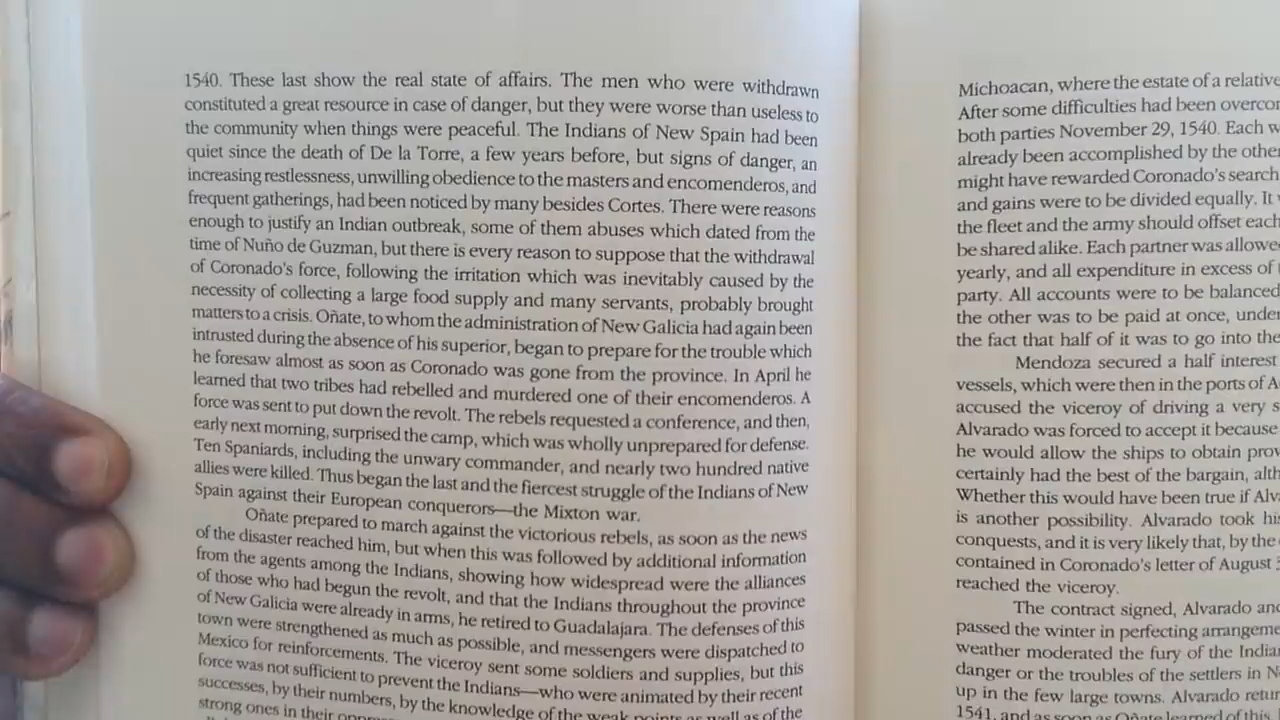 1540. These last show the real state of affairs. The men who were withdrawn
constituted a great resource in case of danger, but they were worse than useless to
the community when things were peaceful. The Indians of New Spain had been
quiet since the death of De la Torre, a few years before, but signs of danger, an
increasing restlessness, unwilling obedience to the masters and encomenderos, and
frequent gatherings, had been noticed by many besides Cortes. There were reasons
enough to justify an Indian outbreak, some of them abuses which dated from the
time of Nuño de Guzman, but there is every reason to suppose that the withdrawal
of Coronado's force, following the irritation which was inevitably caused by the
necessity of collecting a large food supply and many servants, probably brought
matters to a crisis. Oñate, to whom the administration of New Galicia had again been
intrusted during the absence of his superior, began to prepare for the trouble which
he foresaw almost as soon as Coronado was gone from the province. In April he
learned that two tribes had rebelled and murdered one of their encomenderos. A
force was sent to put down the revolt. The rebels requested a conference, and then,
early next morning, surprised the camp, which was wholly unprepared for defense.
Ten Spaniards, including the unwary commander, and nearly two hundred native
allies were killed. Thus began the last and the fiercest struggle of the Indians of New
Spain against their European conquerors—the Mixton war.
Oñate prepared to march against the victorious rebels, as soon as the news
of the disaster reached him, but when this was followed by additional information
from the agents among the Indians, showing how widespread were the alliances
of those who had begun the revolt, and that the Indians throughout the province
of New Galicia were already in arms, he retired to Guadalajara. The defenses of this
town were strengthened as much as possible, and messengers were dispatched to
Mexico for reinforcements. The viceroy sent some soldiers and supplies, but this
force was not sufficient to prevent the Indians—who were animated by their recent
successes, by their numbers, by the knowledge of the weak points as well as of the
strong ones in their
Michoacan, where the estate of a relative
After some difficulties had been
both parties November 29, 1540. Each
already been accomplished by the other
might have rewarded Coronado's search
and gains were to be divided equally. It
the fleet and the army should offset each
be shared alike. Each partner was
yearly, and all expenditure in excess of
party. All accounts were to be balanced
the other was to be paid at once, under
the fact that half of it was to go into the
Mendoza secured a half interest
vessels, which were then in the ports of
accused the viceroy of driving a very
Alvarado was forced to accept it because
he would allow the ships to obtain
certainly had the best of the bargain,
Whether this would have been true if
is another possibility. Alvarado took
conquests, and it is very likely that, by the
contained in Coronado's letter of August
reached the viceroy.
The contract signed, Alvarado
passed the winter in perfecting
weather moderated the fury of the
danger or the troubles of the settlers in
up in the few large towns. Alvarado
1541, and as soon as Oñate learned of this